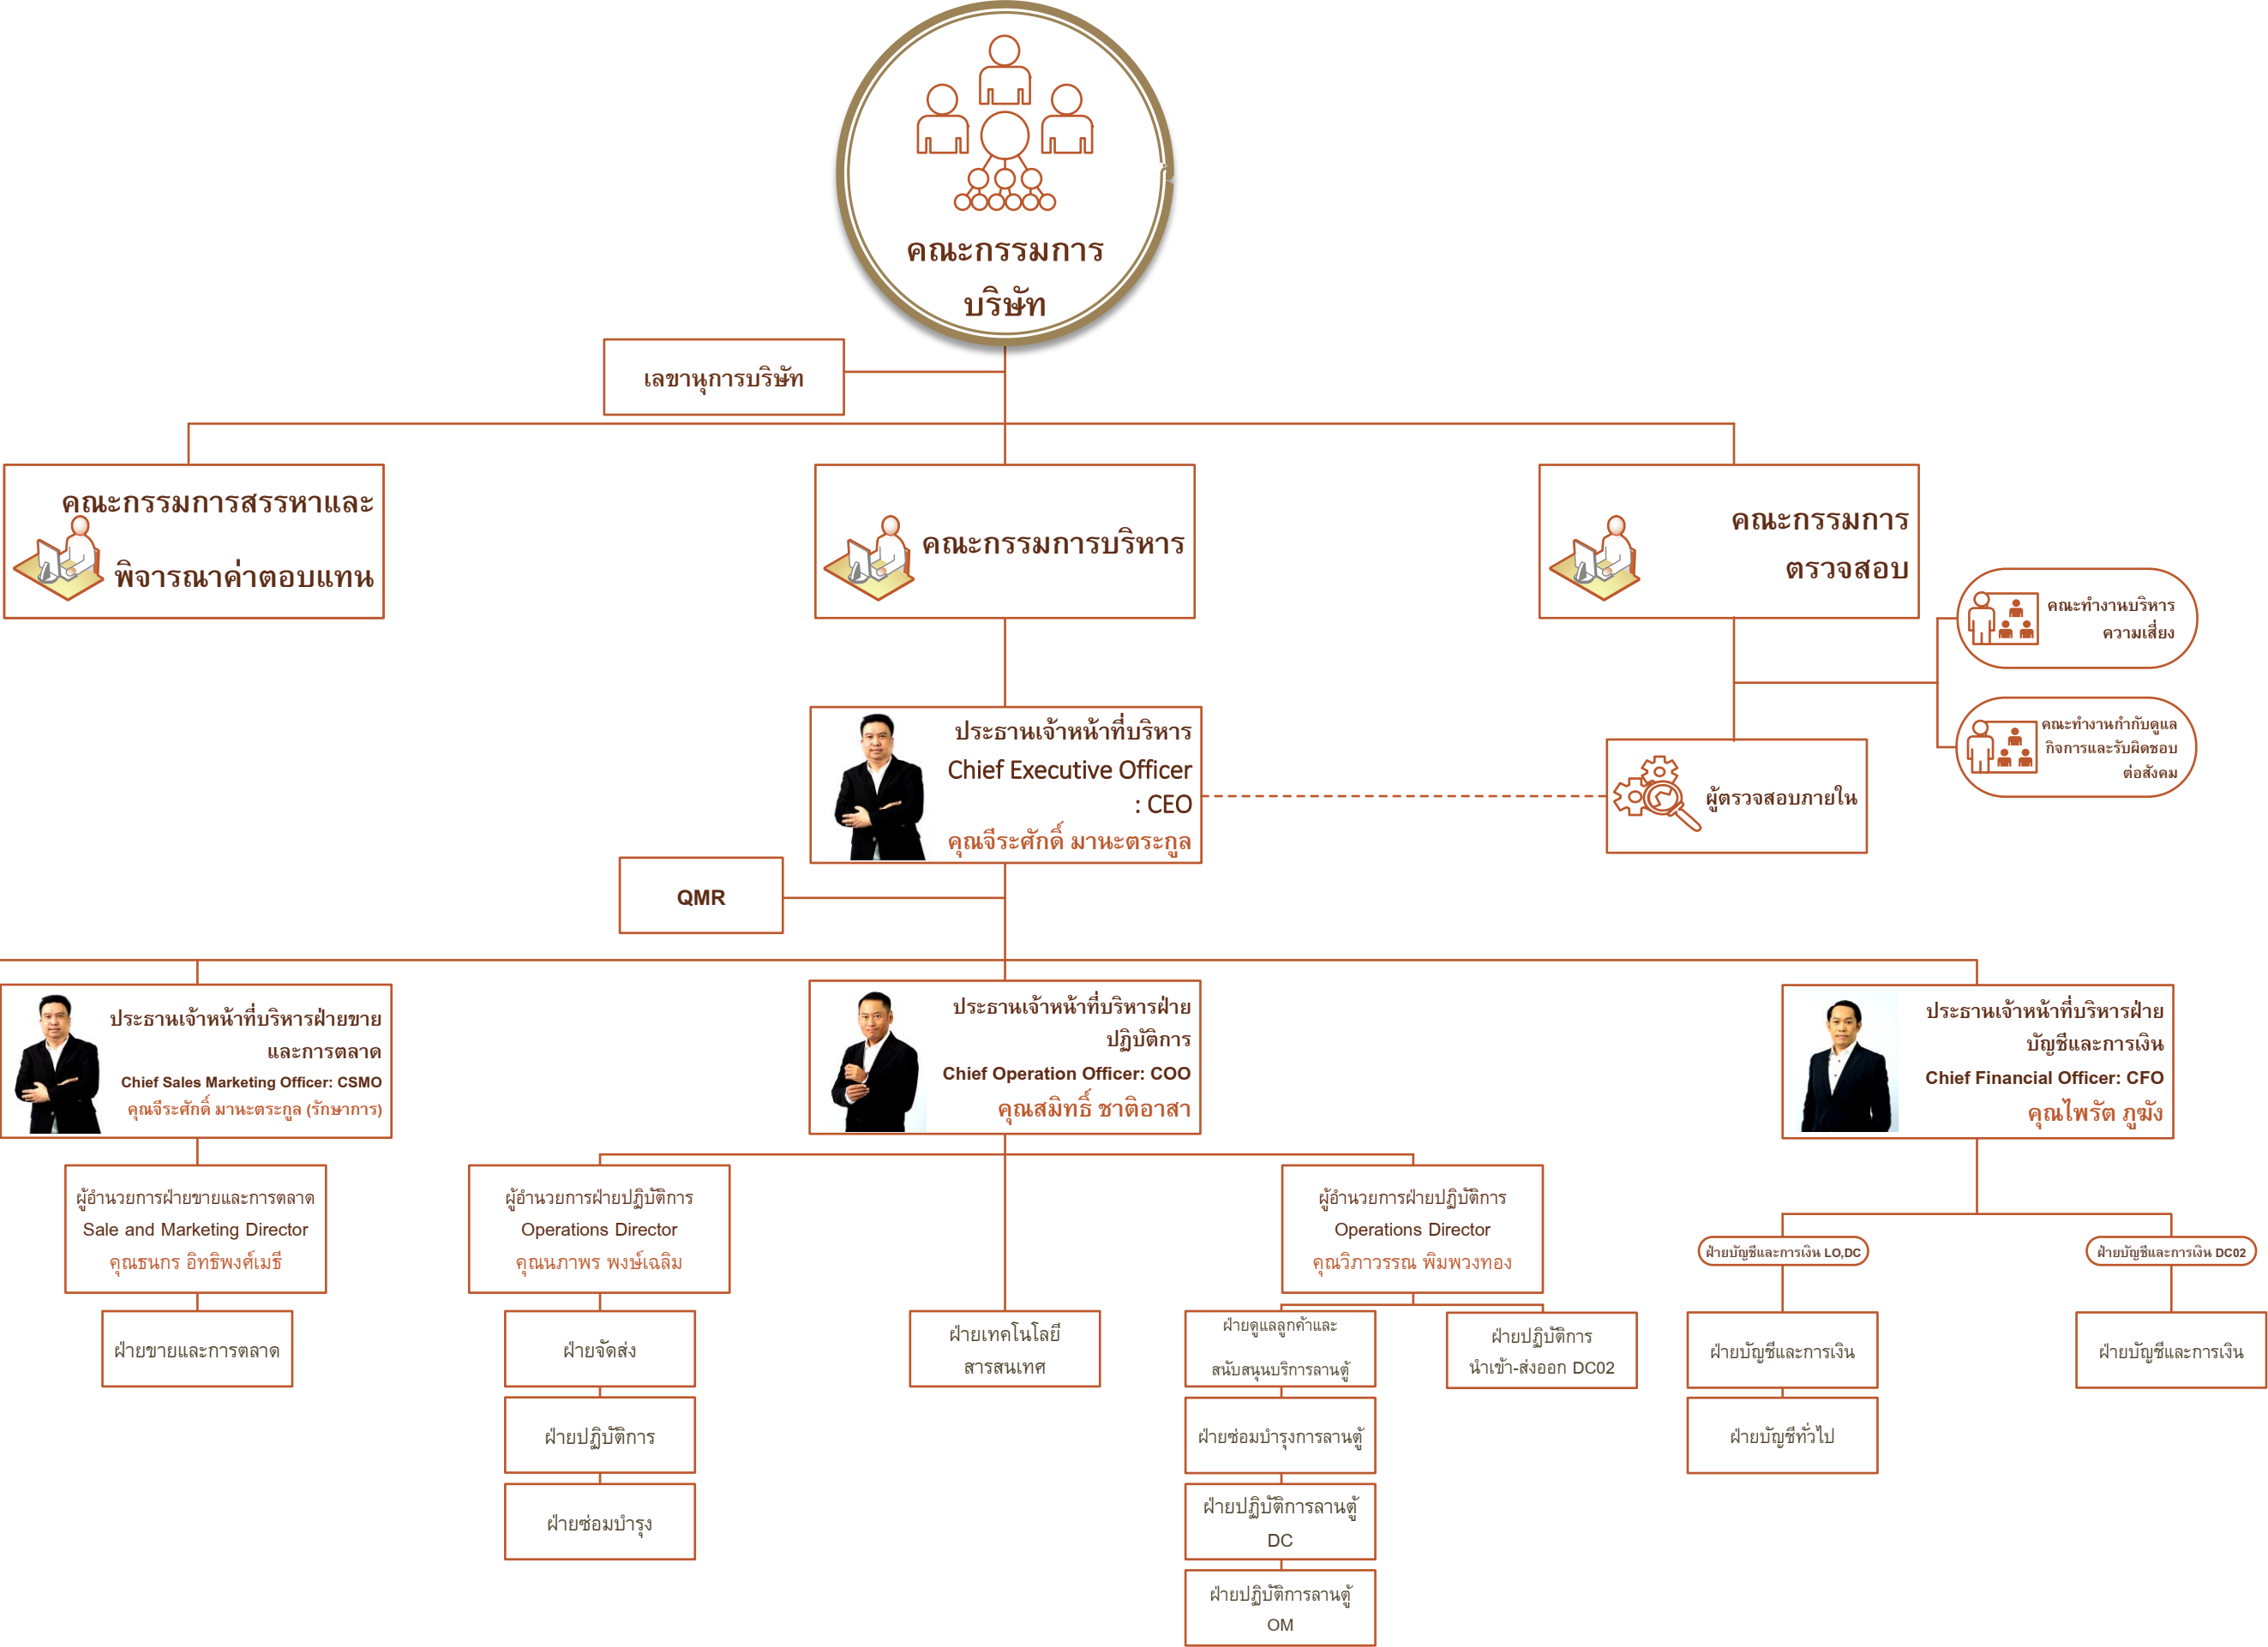 คณะกรรมการ
บริษัท
เลขานุการบริษัท
คณะกรรมการสรรหาและ
พิจารณาค่าตอบแทน
คณะกรรมการบริหาร
คณะกรรมการ
ตรวจสอบ
คณะทำงานบริหาร
ความเสี่ยง
คณะทำงานกำกับดูแล
กิจการและรับผิดชอบ
ต่อสังคม
ประธานเจ้าหน้าที่บริหาร
Chief Executive Officer
: CEO
คุณจีระศักดิ์ มานะตระกูล
ผู้ตรวจสอบภายใน
QMR
ประธานเจ้าหน้าที่บริหารฝ่ายขาย
และการตลาด
Chief Sales Marketing Officer: CSMO
คุณจีระศักดิ์ มานะตระกูล (รักษาการ)
ประธานเจ้าหน้าที่บริหารฝ่าย
ปฏิบัติการ
Chief Operation Officer: COO
คุณสมิทธิ์ ชาติอาสา
ประธานเจ้าหน้าที่บริหารฝ่าย
บัญชีและการเงิน
Chief Financial Officer: CFO
คุณไพรัต ภูฆัง
ผู้อำนวยการฝ่ายขายและการตลาด
Sale and Marketing Director
คุณธนกร อิทธิพงศ์เมธี
ผู้อำนวยการฝ่ายปฏิบัติการ
Operations Director
คุณนภาพร พงษ์เฉลิม
ผู้อำนวยการฝ่ายปฏิบัติการ
Operations Director
คุณวิภาวรรณ พิมพวงทอง
ฝ่ายบัญชีและการเงิน LO,DC
ฝ่ายบัญชีและการเงิน DC02
ฝ่ายขายและการตลาด
ฝ่ายจัดส่ง
ฝ่ายเทคโนโลยี
สารสนเทศ
ฝ่ายดูแลลูกค้าและ
สนับสนุนบริการลานตู้
ฝ่ายปฏิบัติการ
นำเข้า-ส่งออก DC02
ฝ่ายบัญชีและการเงิน
ฝ่ายบัญชีและการเงิน
ฝ่ายปฏิบัติการ
ฝ่ายซ่อมบำรุงการลานตู้
ฝ่ายบัญชีทั่วไป
ฝ่ายซ่อมบำรุง
ฝ่ายปฏิบัติการลานตู้
DC
ฝ่ายปฏิบัติการลานตู้
OM